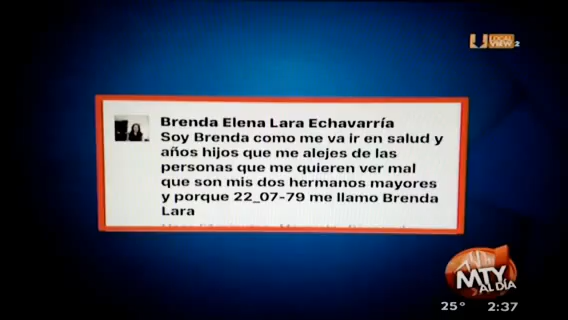 LOCAL
VIEW 2
Brenda Elena Lara Echavarría
Soy Brenda como me va ir en salud y
años hijos que me alejes de las
personas que me quieren ver mal
que son mis dos hermanos mayores
y porque 22_07-79 me llamo Brenda
Lara
MTY
AL DÍA
25° 2:37